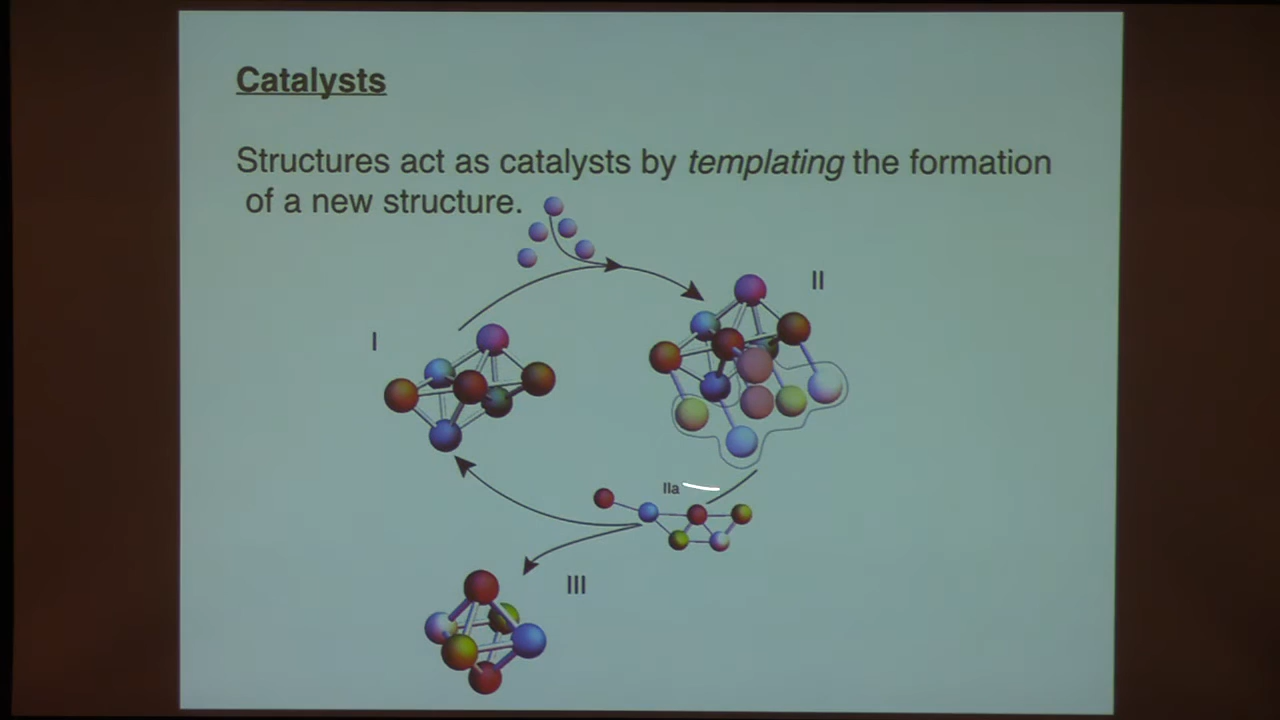 Catalysts
Structures act as catalysts by templating the formation
of a new structure.
II
I
IIa
III